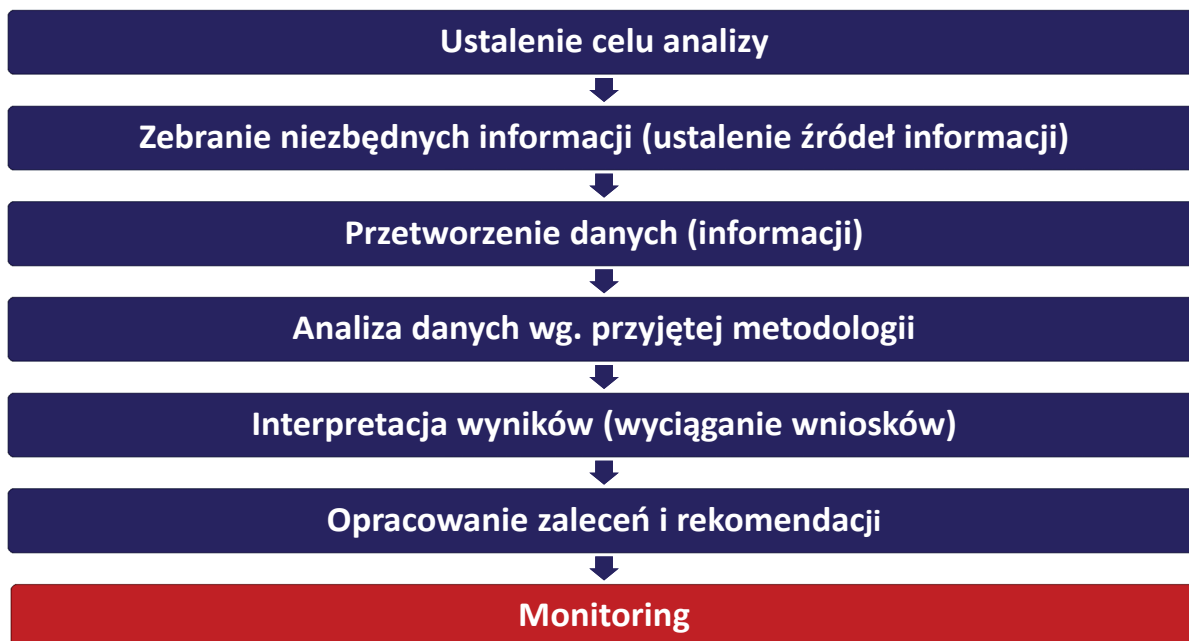 Ustalenie celu analizy
Zebranie niezbędnych informacji (ustalenie źródeł informacji)
Przetworzenie danych (informacji)
Analiza danych wg. przyjętej metodologii
Interpretacja wyników (wyciąganie wniosków)
Opracowanie zaleceń i rekomendacji
Monitoring